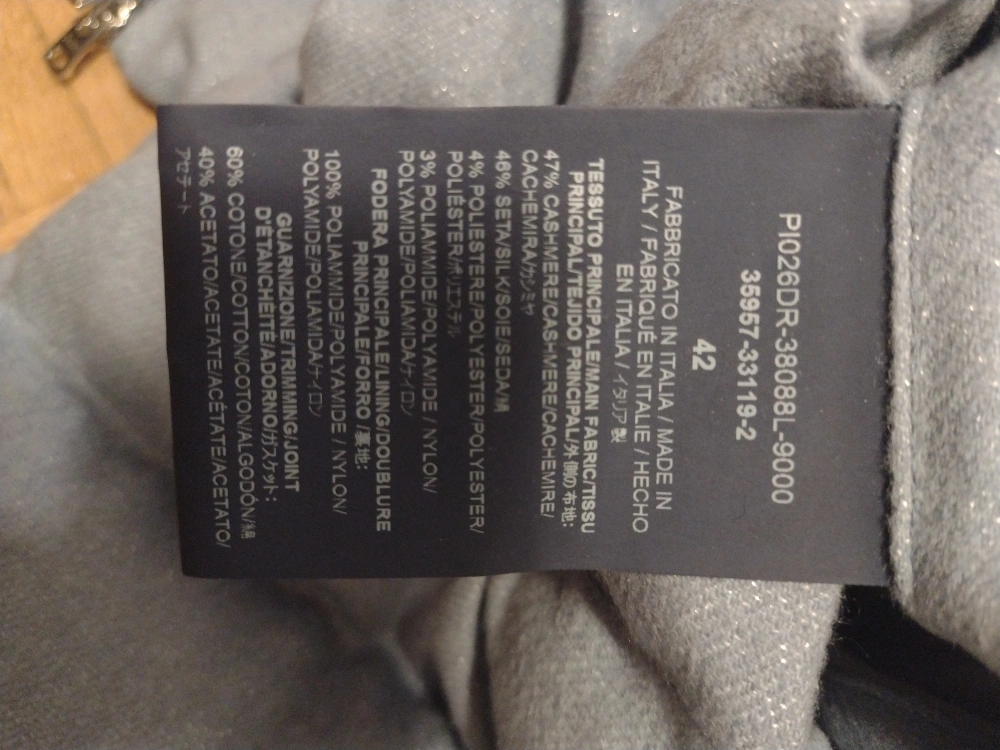 PI026DR-38088L-9000
35957-33119-2
42
FABBRICATO IN ITALIA / MADE IN
ITALY / FABRIQUÉ EN ITALIE / HECHO
EN ITALIA / イタリア製
TESSUTO PRINCIPALE/MAIN FABRIC/TISSU
PRINCIPAL/TEJIDO PRINCIPAL/外側の布地:
47% CASHMERE/CASHMERE/CACHEMIRE/
CACHEMIRA/カシミヤ
46% SETA/SILK/SOIE/SEDA/絹
4% POLIESTERE/POLYESTER/POLYESTER/
POLIÉSTER/ポリエステル
3% POLIAMMIDE/POLYAMIDE / NYLON/
POLYAMIDE/POLIAMIDA/ナイロン
FODERA PRINCIPALE/LINING/DOUBLURE
PRINCIPALE/FORRO /裏地:
100% POLIAMMIDE/POLYAMIDE / NYLON/
POLYAMIDE/POLIAMIDA/ナイロン
GUARNIZIONE/TRIMMING/JOINT
D'ÉTANCHÉITÉ/ADORNO/ガスケット:
60% COTONE/COTTON/COTON/ALGODÓN/綿
40% ACETATO/ACETATE/ACÉTATE/ACETATO/
アセテート